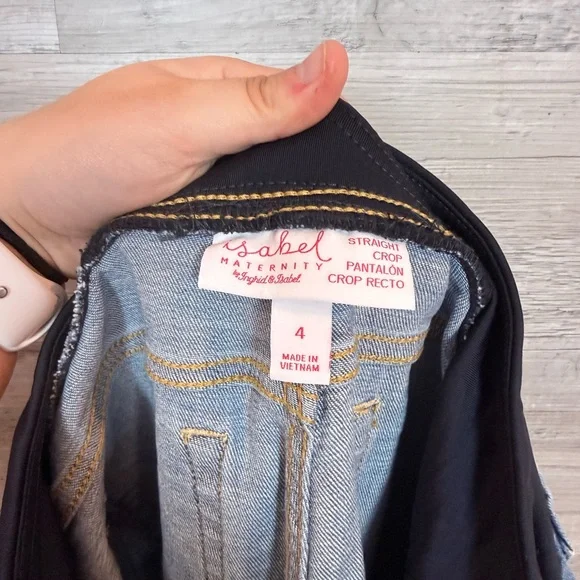 isabel
MATERNITY
by Ingrid & Isabel.
STRAIGHT
CROP
PANTALÓN
CROP RECTO
4
MADE IN
VIETNAM